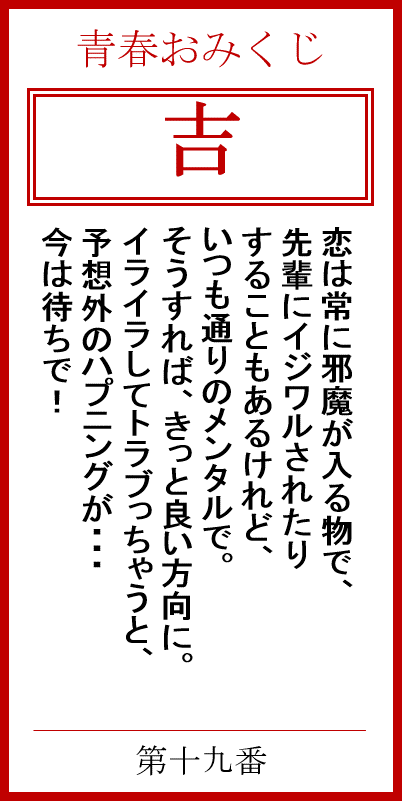 青春おみくじ
吉
恋は常に邪魔が入る物で、
先輩にイジワルされたり
することもあるけれど、
いつも通りのメンタルで。
そうすれば、きっと良い方向に。
イライラしてトラブっちゃうと、
予想外のハプニングが・・・
今は待ちで！
第十九番